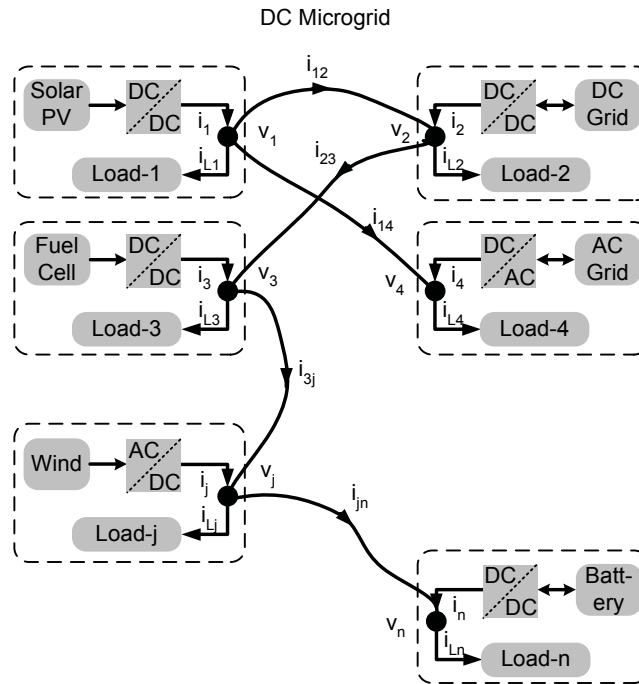 DC Microgrid
Solar
PV
DC
DC
i1
iL1
v1
Load-1
i12
i23
i14
v2
i2
iL2
DC
DC
DC
Grid
Load-2
Fuel
Cell
DC
DC
i3
iL3
v3
Load-3
v4
i4
iL4
DC
AC
AC
Grid
Load-4
i3j
Wind
AC
DC
ij
iLj
vj
Load-j
ijn
vn
in
iLn
DC
DC
Batt-
ery
Load-n